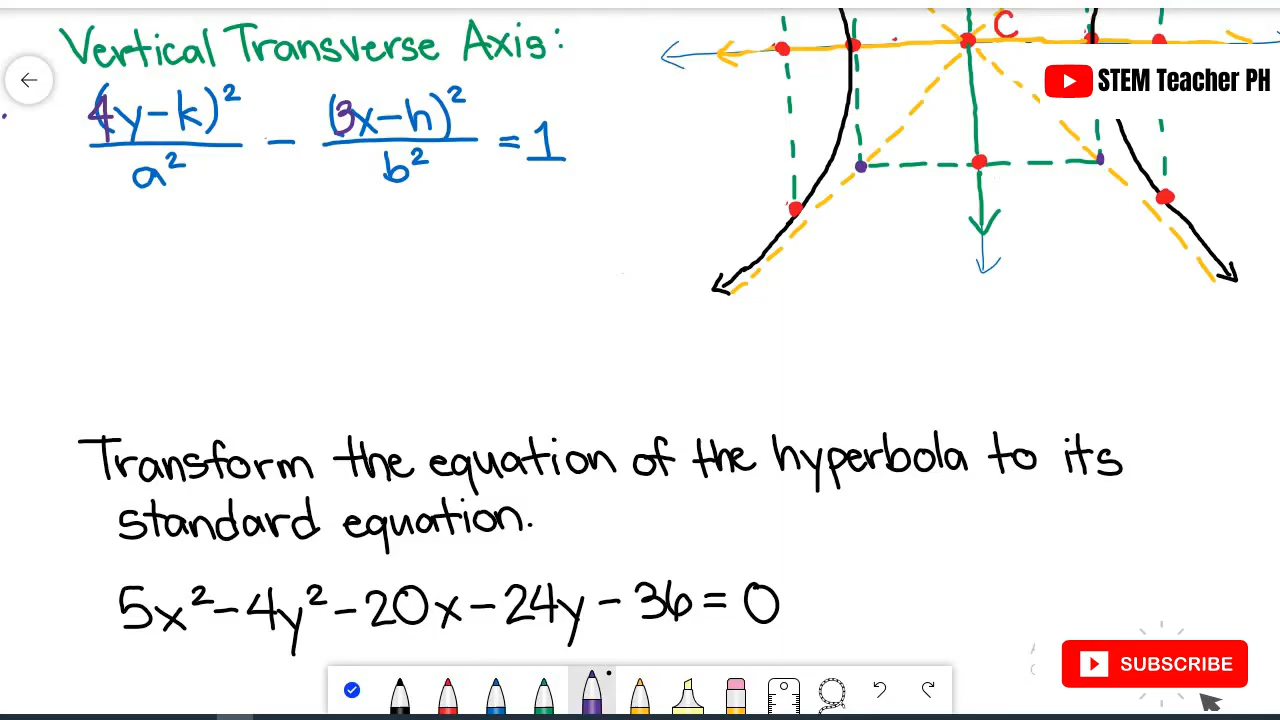 Vertical Transverse Axis:
(4y-k)² / a² - (3x-h)² / b² = 1
C
STEM Teacher PH
Transform the equation of the hyperbola to its
standard equation.
5x² - 4y² - 20x - 24y - 36 = 0
SUBSCRIBE